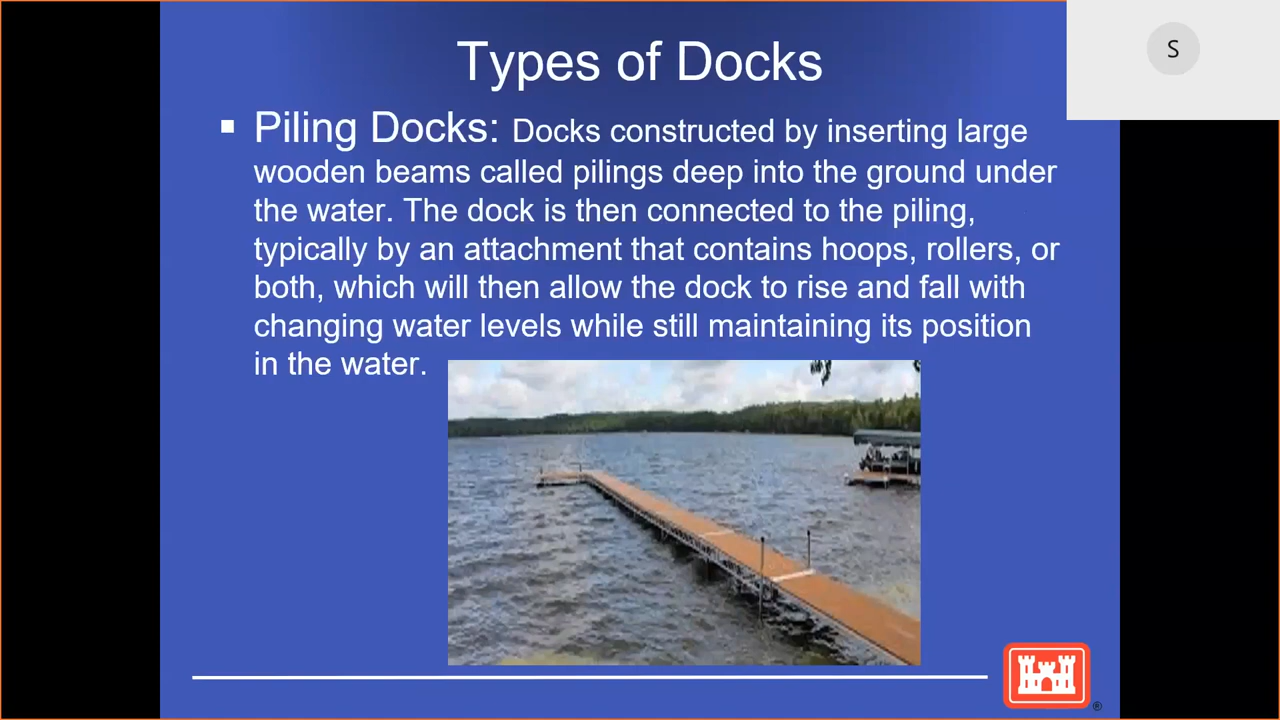 Types of Docks
S
▪ Piling Docks: Docks constructed by inserting large
wooden beams called pilings deep into the ground under
the water. The dock is then connected to the piling,
typically by an attachment that contains hoops, rollers, or
both, which will then allow the dock to rise and fall with
changing water levels while still maintaining its position
in the water.
®